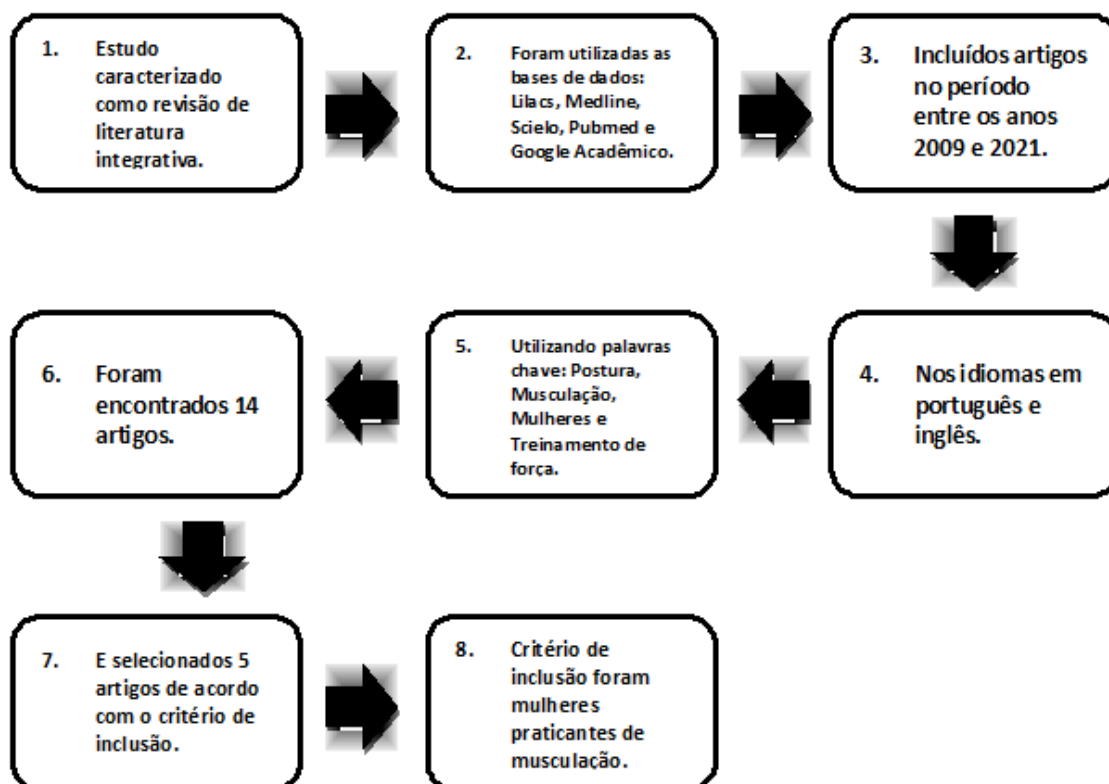 1. Estudo
caracterizado
como revisão de
literatura
integrativa.
2. Foram utilizadas as
bases de dados:
Lilacs, Medline,
Scielo, Pubmed e
Google Acadêmico.
3. Incluídos artigos
no período
entre os anos
2009 e 2021.
4. Nos idiomas em
português e
inglês.
5. Utilizando palavras
chave: Postura,
Musculação,
Mulheres e
Treinamento de
força.
6. Foram
encontrados 14
artigos.
7. E selecionados 5
artigos de acordo
com o critério de
inclusão.
8. Critério de
inclusão foram
mulheres
praticantes de
musculação.